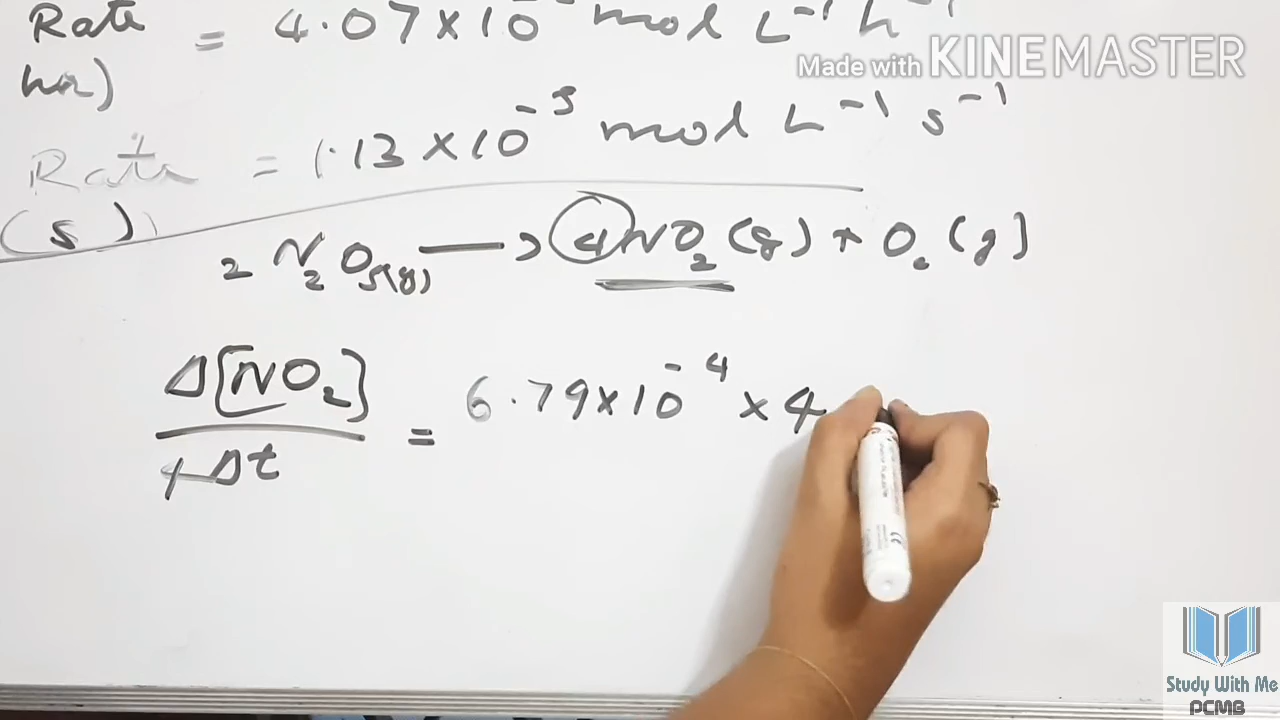 Rate = 4.07 × 10⁻ mol L⁻¹ h⁻¹
Made with KINEMASTER
hr)
Rate = 1.13 × 10⁻⁵ mol L⁻¹ s⁻¹
(s)
2 N₂O₅(g) ⟶ 4NO₂(g) + O₂(g)
Δ[NO₂] / 4Δt = 6.79×10⁻⁴ × 4
Study With Me
PCMB